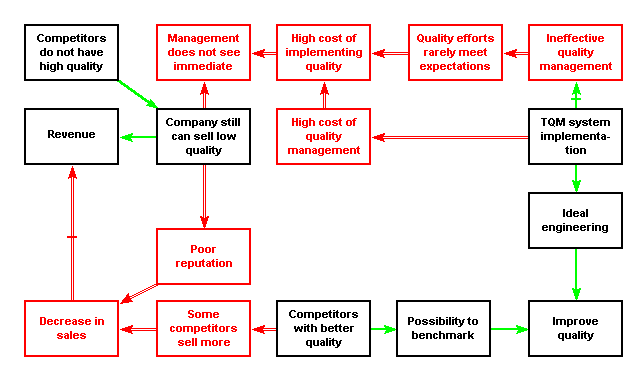 Competitors
do not have
high quality
Management
does not see
immediate
High cost of
implementing
quality
Quality efforts
rarely meet
expectations
Ineffective
quality
management
Revenue
Company still
can sell low
quality
High cost of
quality
management
TQM system
implementa-
tion
Ideal
engineering
Poor
reputation
Decrease in
sales
Some
competitors
sell more
Competitors
with better
quality
Possibility to
benchmark
Improve
quality